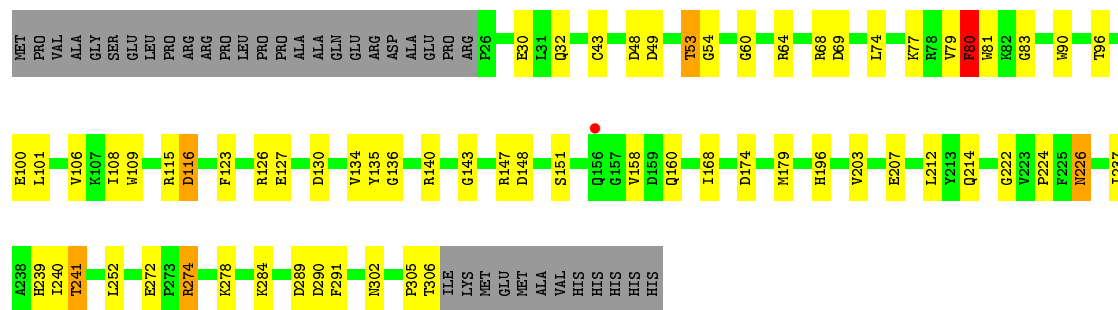 MET PRO VAL ALA GLY SER GLU LEU PRO ARG ARG PRO LEU PRO PRO ALA ALA GLN GLU ARG ASP ALA GLU PRO ARG P26 E30 L31 Q32 C43 D48 D49 T53 G54 G60 R64 R68 D69 L74 K77 R78 V79 F80 W81 K82 G83 W90 T96
E100 L101 V106 K107 I108 W109 R115 D116 F123 R126 E127 D130 V134 Y135 G136 R140 G143 R147 D148 S151 Q156 G157 V158 D159 Q160 I168 D174 M179 H196 V203 E207 L212 Y213 Q214 G222 V223 P224 F225 N226 I237
A238 H239 I240 T241 L252 E272 P273 R274 K278 K284 D289 D290 F291 N302 P305 T306 ILE LYS MET GLU MET ALA VAL HIS HIS HIS HIS HIS HIS